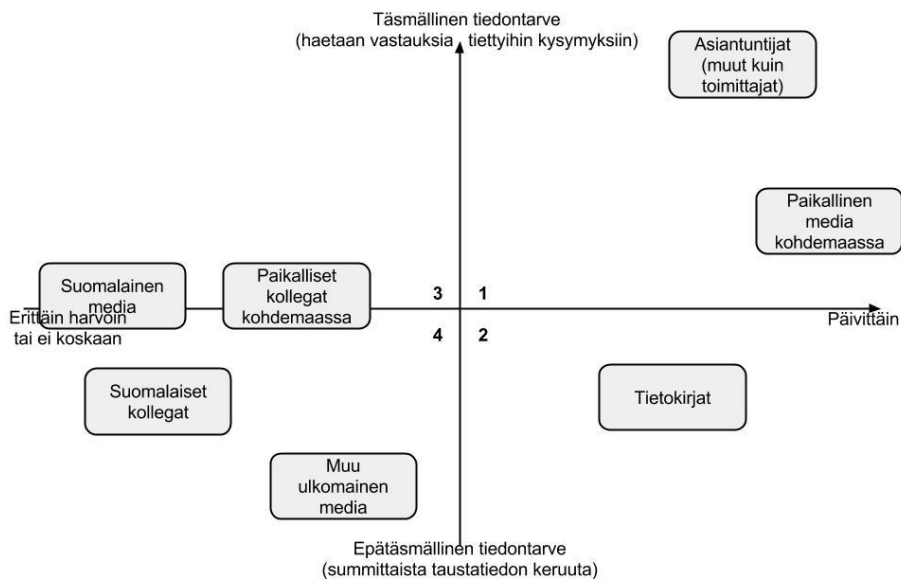 Täsmällinen tiedontarve
(haetaan vastauksia tiettyihin kysymyksiin)
Asiantuntijat
(muut kuin
toimittajat)
Paikallinen
media
kohdemaassa
Suomalainen
media
Paikalliset
kollegat
kohdemaassa
3 1
Erittäin harvoin
tai ei koskaan
Päivittäin
4 2
Suomalaiset
kollegat
Tietokirjat
Muu
ulkomainen
media
Epätäsmällinen tiedontarve
(summittaista taustatiedon keruuta)